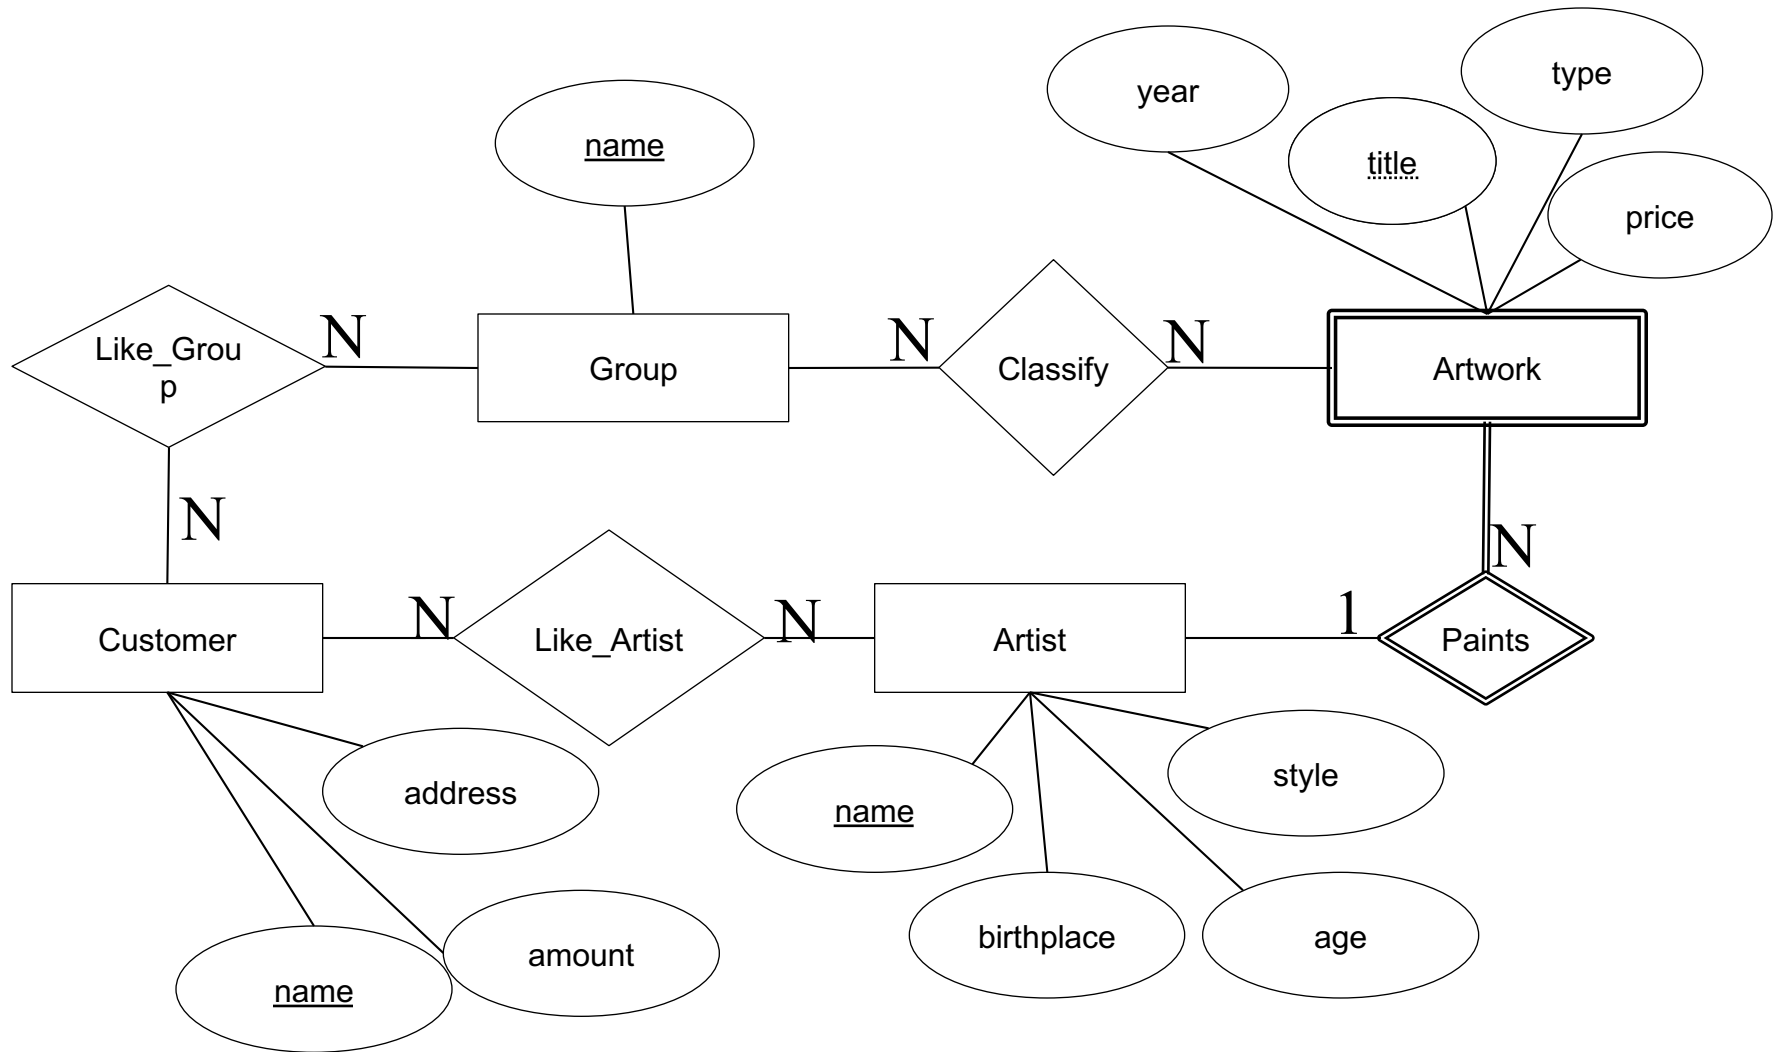 type
year
title
name
price
N
N
N
Like_Grou
p
Group
Classify
Artwork
N
N
N
N
1
Customer
Like_Artist
Artist
Paints
style
address
name
birthplace
age
amount
name